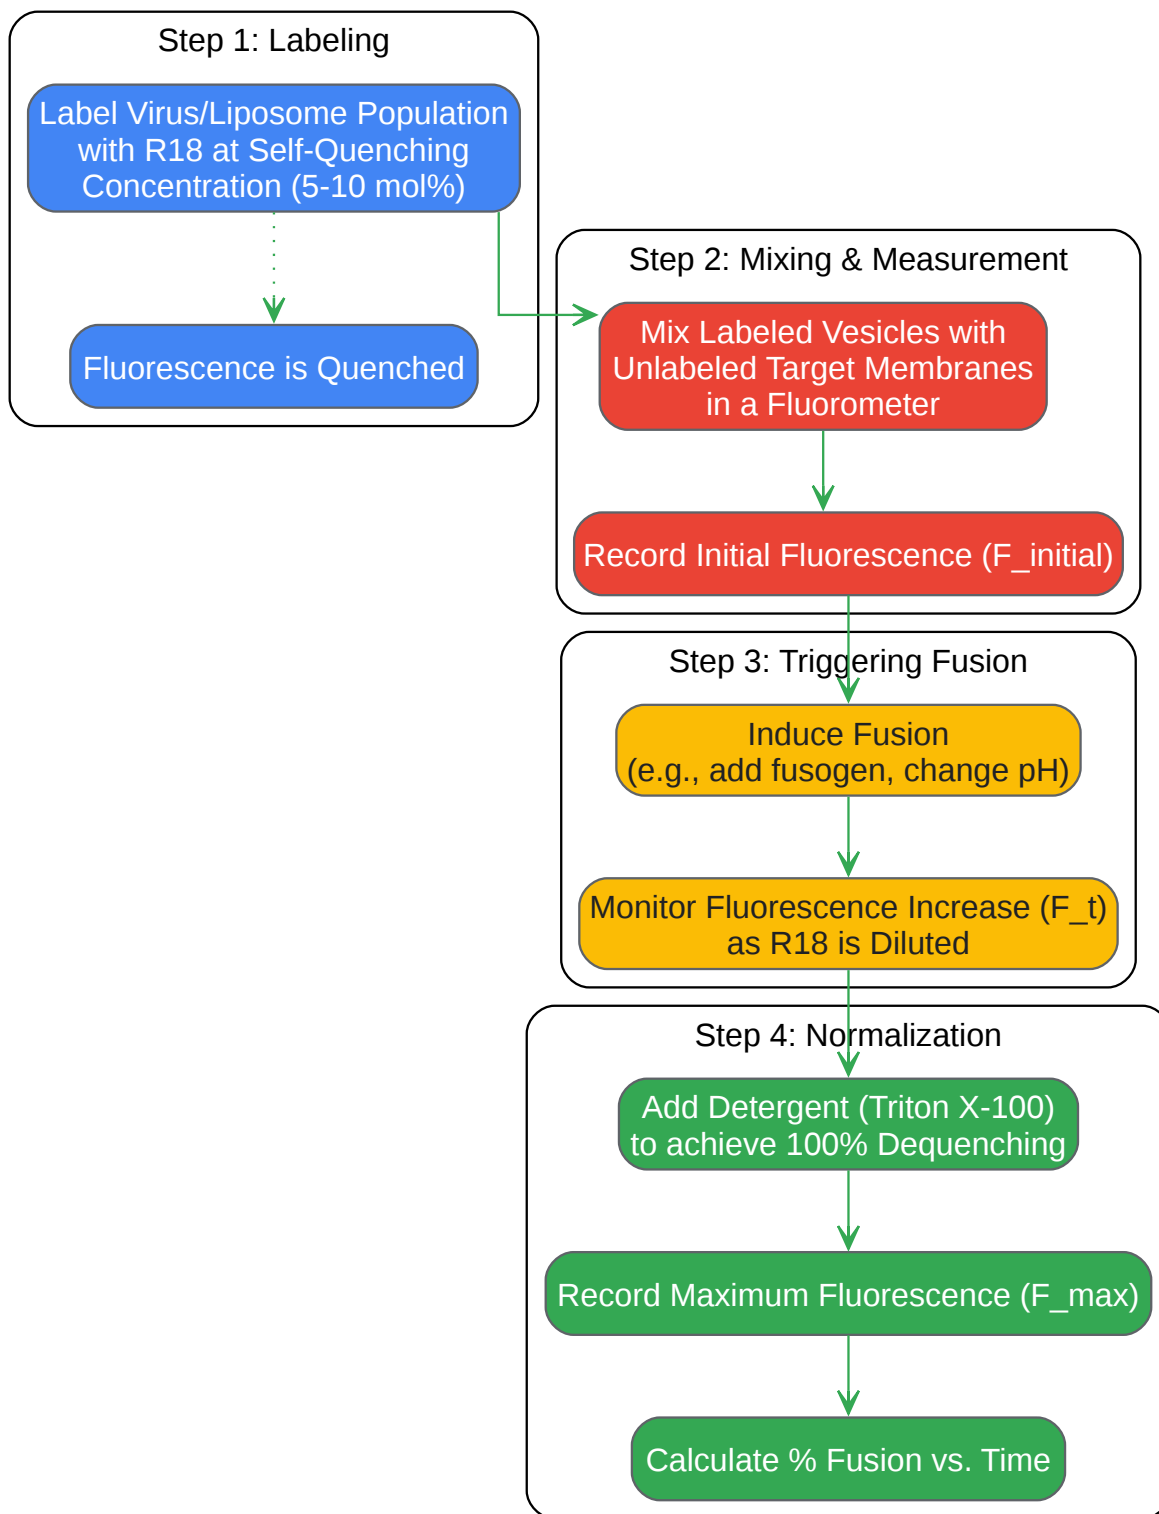 Step 1: Labeling
Label Virus/Liposome Population
with R18 at Self-Quenching
Concentration (5-10 mol%)
Fluorescence is Quenched
Step 2: Mixing & Measurement
Mix Labeled Vesicles with
Unlabeled Target Membranes
in a Fluorometer
Record Initial Fluorescence (F_initial)
Step 3: Triggering Fusion
Induce Fusion
(e.g., add fusogen, change pH)
Monitor Fluorescence Increase (F_t)
as R18 is Diluted
Step 4: Normalization
Add Detergent (Triton X-100)
to achieve 100% Dequenching
Record Maximum Fluorescence (F_max)
Calculate % Fusion vs. Time